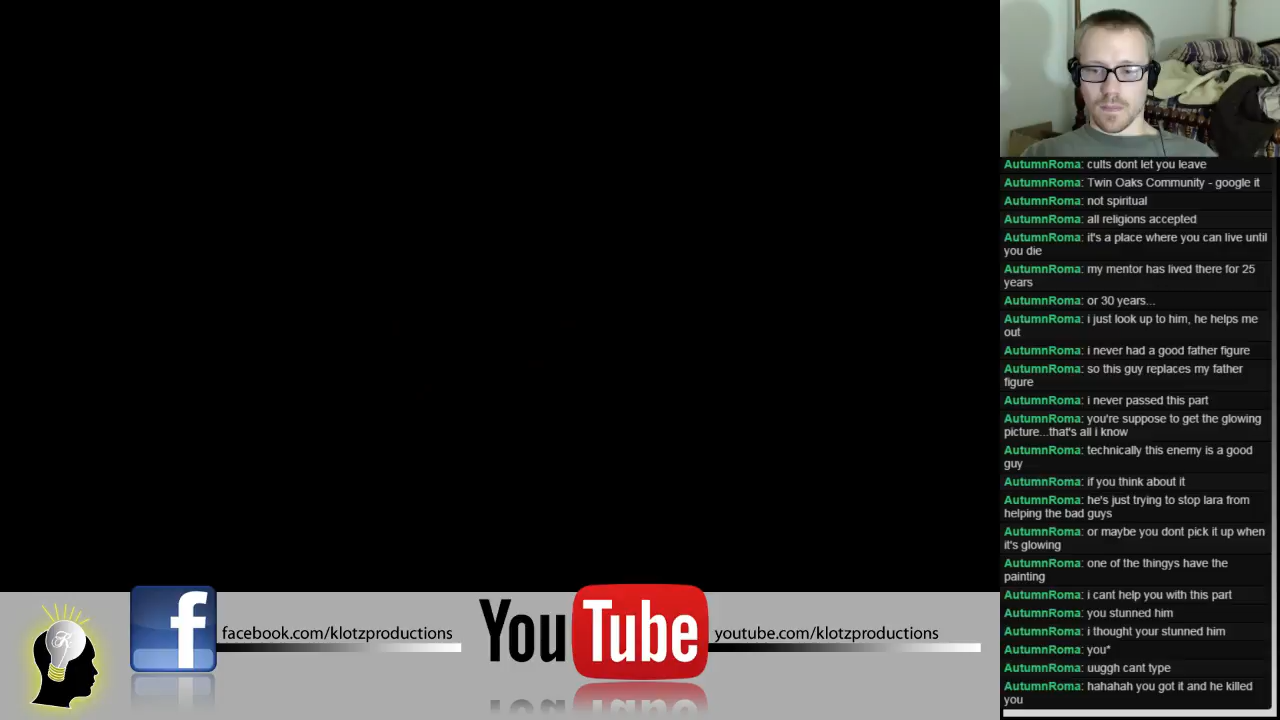 AutumnRoma: cults dont let you leave
AutumnRoma: Twin Oaks Community - google it
AutumnRoma: not spiritual
AutumnRoma: all religions accepted
AutumnRoma: it's a place where you can live until
you die
AutumnRoma: my mentor has lived there for 25
years
AutumnRoma: or 30 years...
AutumnRoma: i just look up to him, he helps me
out
AutumnRoma: i never had a good father figure
AutumnRoma: so this guy replaces my father
figure
AutumnRoma: i never passed this part
AutumnRoma: you're suppose to get the glowing
picture...that's all i know
AutumnRoma: technically this enemy is a good
guy
AutumnRoma: if you think about it
AutumnRoma: he's just trying to stop lara from
helping the bad guys
AutumnRoma: or maybe you dont pick it up when
it's glowing
AutumnRoma: one of the thingys have the
painting
AutumnRoma: i cant help you with this part
AutumnRoma: you stunned him
AutumnRoma: i thought your stunned him
AutumnRoma: you*
AutumnRoma: uuggh cant type
AutumnRoma: hahahah you got it and he killed
you
f facebook.com/klotzproductions
YouTube youtube.com/klotzproductions